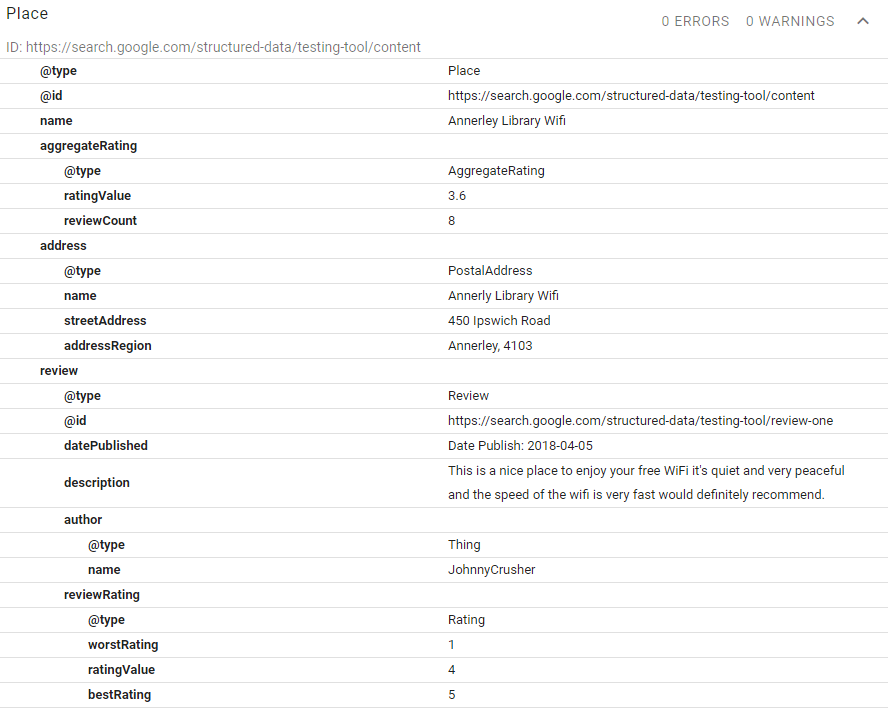 Place
0 ERRORS 0 WARNINGS
ID: https://search.google.com/structured-data/testing-tool/content
@type Place
@id https://search.google.com/structured-data/testing-tool/content
name Annerley Library Wifi
aggregateRating
@type AggregateRating
ratingValue 3.6
reviewCount 8
address
@type PostalAddress
name Annerly Library Wifi
streetAddress 450 Ipswich Road
addressRegion Annerley, 4103
review
@type Review
@id https://search.google.com/structured-data/testing-tool/review-one
datePublished Date Publish: 2018-04-05
description This is a nice place to enjoy your free WiFi it's quiet and very peaceful
and the speed of the wifi is very fast would definitely recommend.
author
@type Thing
name JohnnyCrusher
reviewRating
@type Rating
worstRating 1
ratingValue 4
bestRating 5